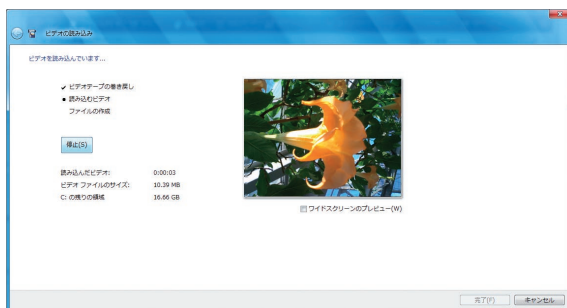 ビデオの読み込み
ビデオを読み込んでいます...
✔ ビデオテープの巻き戻し
■ 読み込むビデオ
ファイルの作成
停止(S)
読み込んだビデオ: 0:00:03
ビデオ ファイルのサイズ: 10.39 MB
C: の残りの領域 16.66 GB
ワイドスクリーンのプレビュー(W)
完了(F) キャンセル